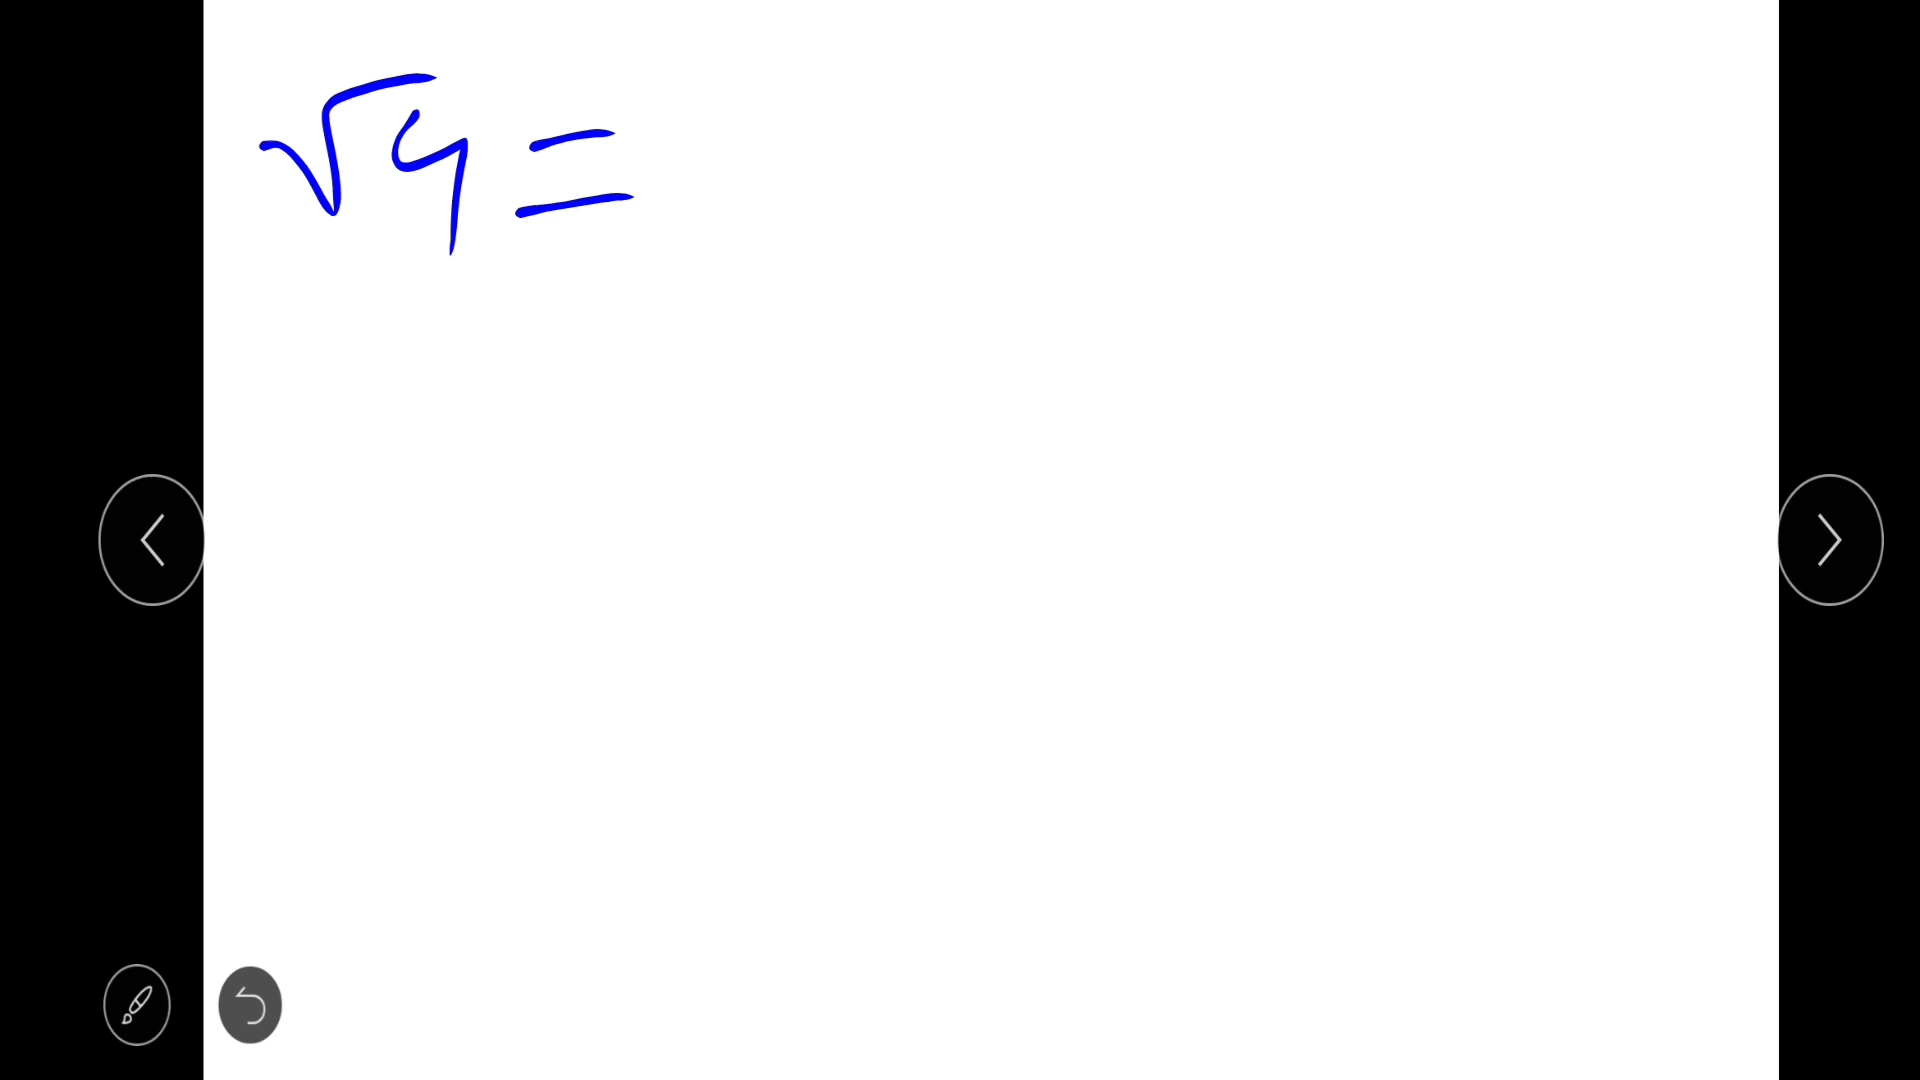 √4 =